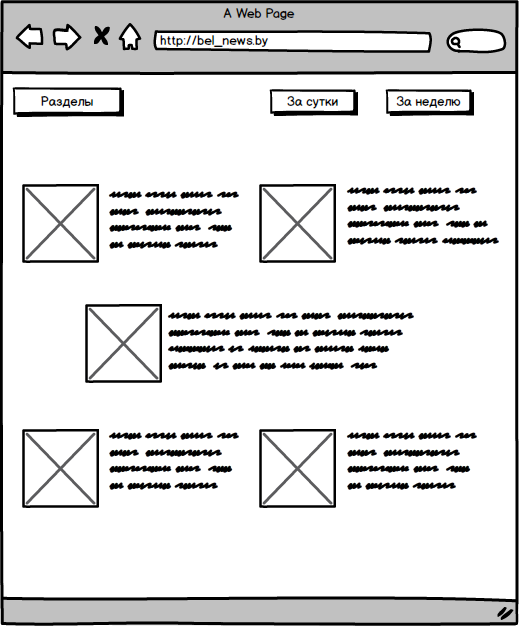 A Web Page
http://bel_news.by
Разделы
За сутки
За неделю